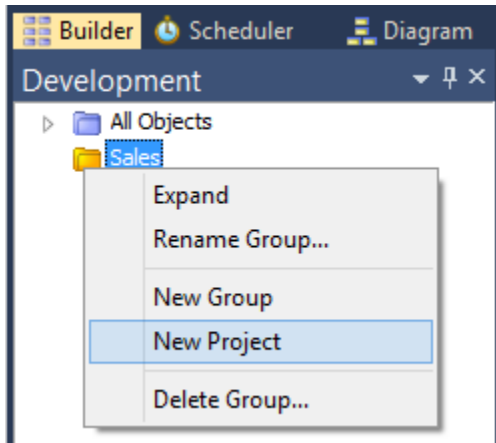 Builder Scheduler Diagram
Development
All Objects
Sales
Expand
Rename Group...
New Group
New Project
Delete Group...